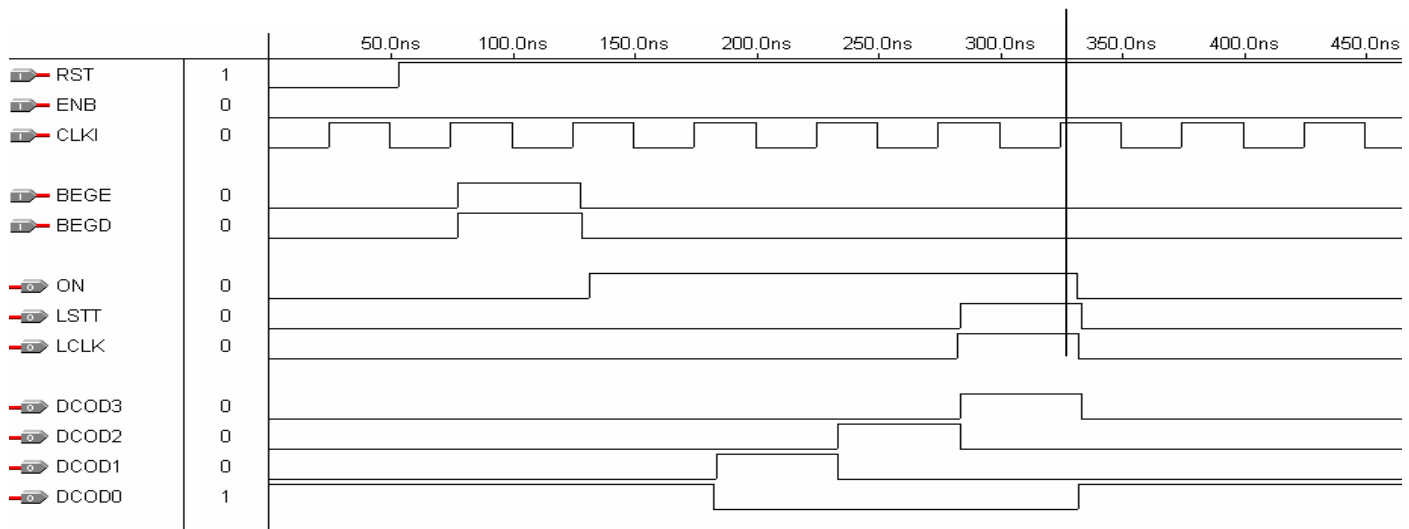 50.0ns 100.0ns 150.0ns 200.0ns 250.0ns 300.0ns 350.0ns 400.0ns 450.0ns
I RST 1
I ENB 0
I CLKI 0
I BEGE 0
I BEGD 0
O ON 0
O LSTT 0
O LCLK 0
O DCOD3 0
O DCOD2 0
O DCOD1 0
O DCOD0 1